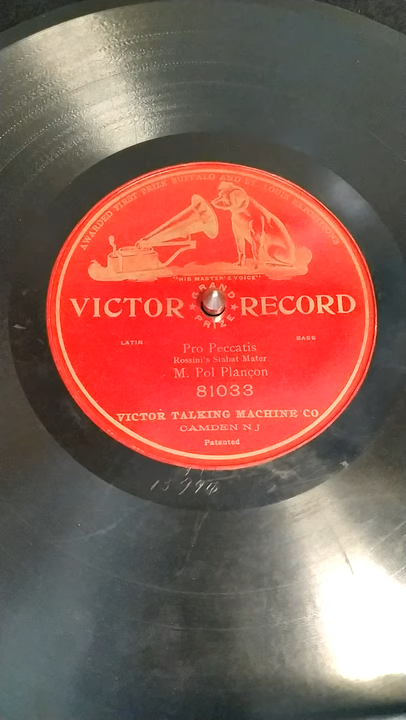 AWARDED FIRST PRIZE BUFFALO AND ST. LOUIS EXPOSITIONS
"HIS MASTER'S VOICE"
GRAND PRIZE
VICTOR RECORD
LATIN BASS
Pro Peccatis
Rossini's Stabat Mater
M. Pol Plançon
81033
VICTOR TALKING MACHINE CO
CAMDEN N J
Patented